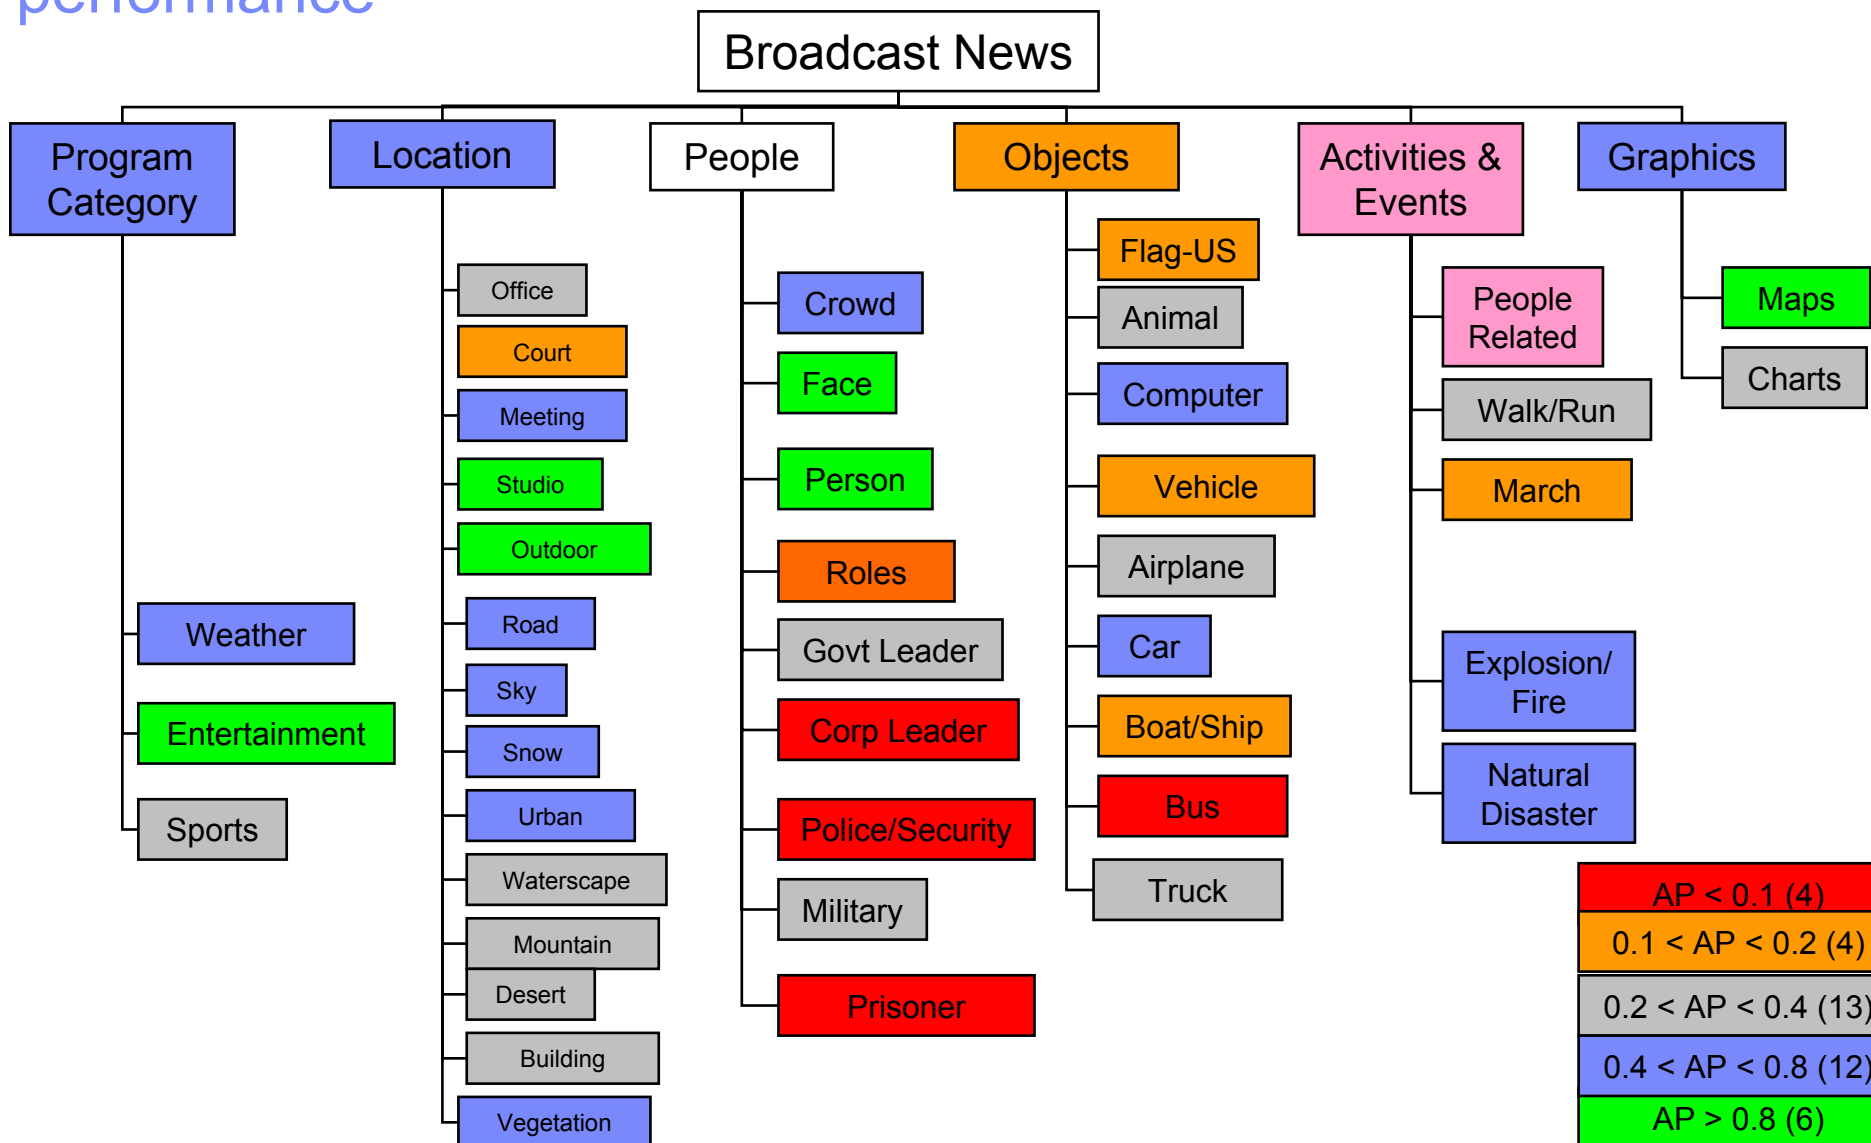 performance
Broadcast News
Program
Category
Location
People
Objects
Activities &
Events
Graphics
Weather
Entertainment
Sports
Office
Court
Meeting
Studio
Outdoor
Road
Sky
Snow
Urban
Waterscape
Mountain
Desert
Building
Vegetation
Crowd
Face
Person
Roles
Govt Leader
Corp Leader
Police/Security
Military
Prisoner
Flag-US
Animal
Computer
Vehicle
Airplane
Car
Boat/Ship
Bus
Truck
People
Related
Walk/Run
March
Explosion/
Fire
Natural
Disaster
Maps
Charts
AP < 0.1 (4)
0.1 < AP < 0.2 (4)
0.2 < AP < 0.4 (13)
0.4 < AP < 0.8 (12)
AP > 0.8 (6)